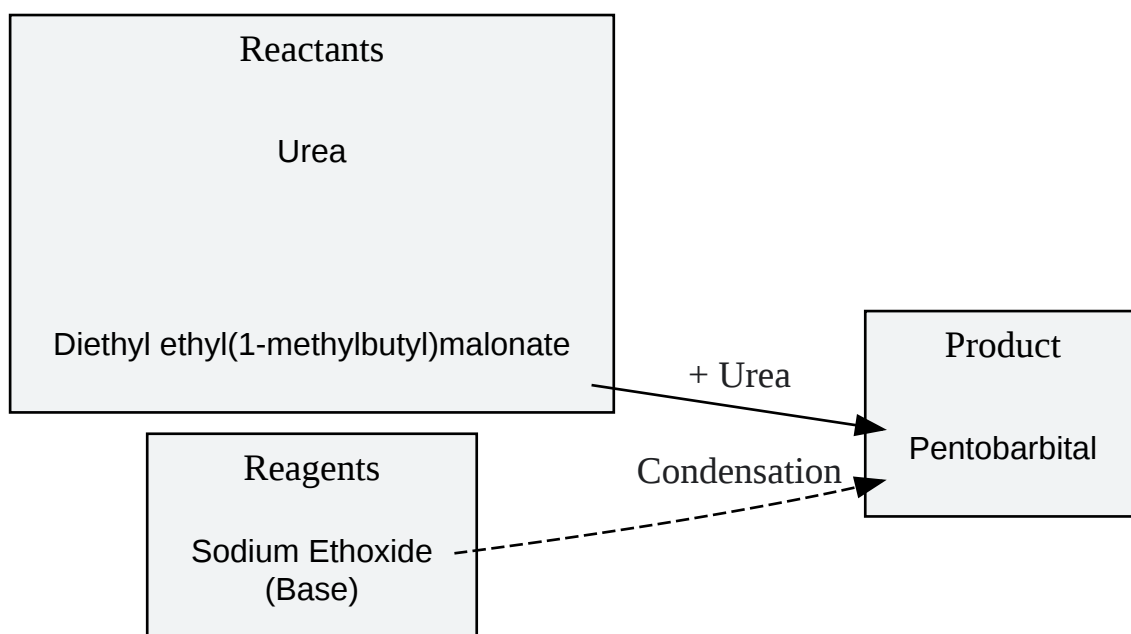 Reactants
Urea
Diethyl ethyl(1-methylbutyl)malonate
+ Urea
Product
Pentobarbital
Reagents
Condensation
Sodium Ethoxide
(Base)